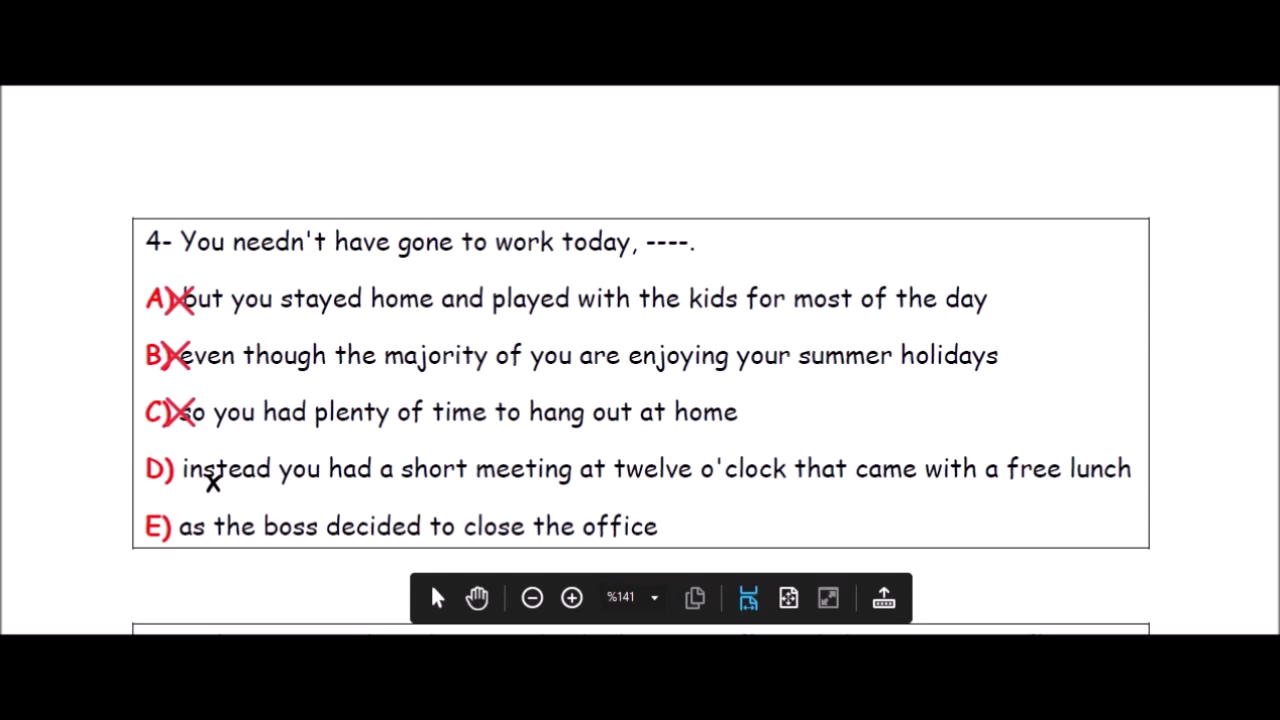 4- You needn't have gone to work today, ----.
A) but you stayed home and played with the kids for most of the day
B) even though the majority of you are enjoying your summer holidays
C) so you had plenty of time to hang out at home
D) instead you had a short meeting at twelve o'clock that came with a free lunch
E) as the boss decided to close the office
%141